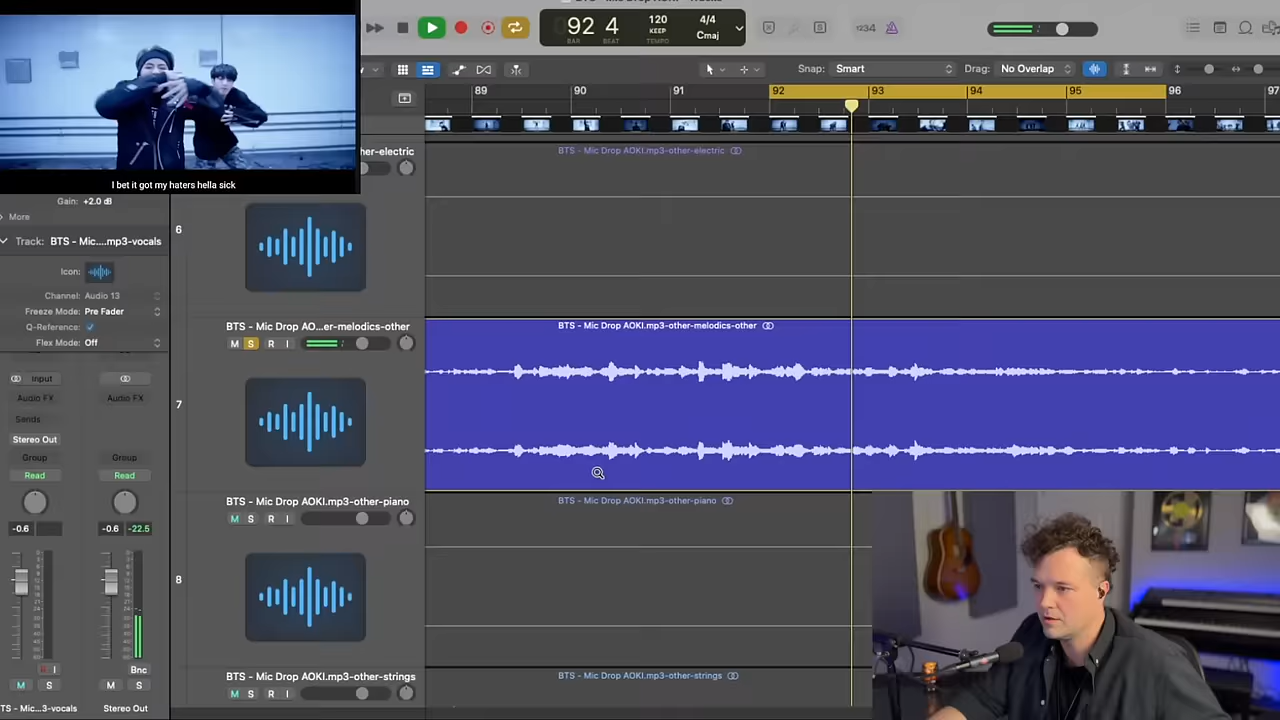 I bet it got my haters hella sick
92 4
BAR BEAT
120
KEEP
TEMPO
4/4
Cmaj
1234
Snap: Smart
Drag: No Overlap
89 90 91 92 93 94 95 96 97
Gain: +2.0 dB
More
Track: BTS - Mic....mp3-vocals
Icon:
Channel: Audio 13
Freeze Mode: Pre Fader
Q-Reference:
Flex Mode: Off
Input
Audio FX Audio FX
Sends
Stereo Out
Group Group
Read Read
-0.6 -0.6 -22.5
I Bnc
M S M S
TS - Mic...3-vocals Stereo Out
her-electric
6
BTS - Mic Drop AO...er-melodics-other
M S R I
7
BTS - Mic Drop AOKI.mp3-other-piano
M S R I
8
BTS - Mic Drop AOKI.mp3-other-strings
M S R I
BTS - Mic Drop AOKI.mp3-other-electric
BTS - Mic Drop AOKI.mp3-other-melodics-other
BTS - Mic Drop AOKI.mp3-other-piano
BTS - Mic Drop AOKI.mp3-other-strings